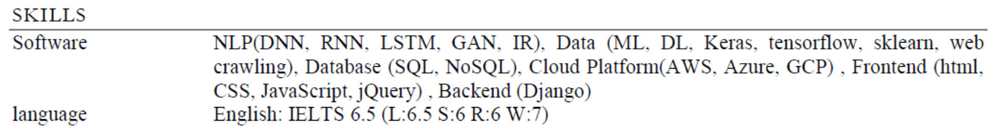 SKILLS
Software NLP(DNN, RNN, LSTM, GAN, IR), Data (ML, DL, Keras, tensorflow, sklearn, web
crawling), Database (SQL, NoSQL), Cloud Platform(AWS, Azure, GCP) , Frontend (html,
CSS, JavaScript, jQuery) , Backend (Django)
language English: IELTS 6.5 (L:6.5 S:6 R:6 W:7)